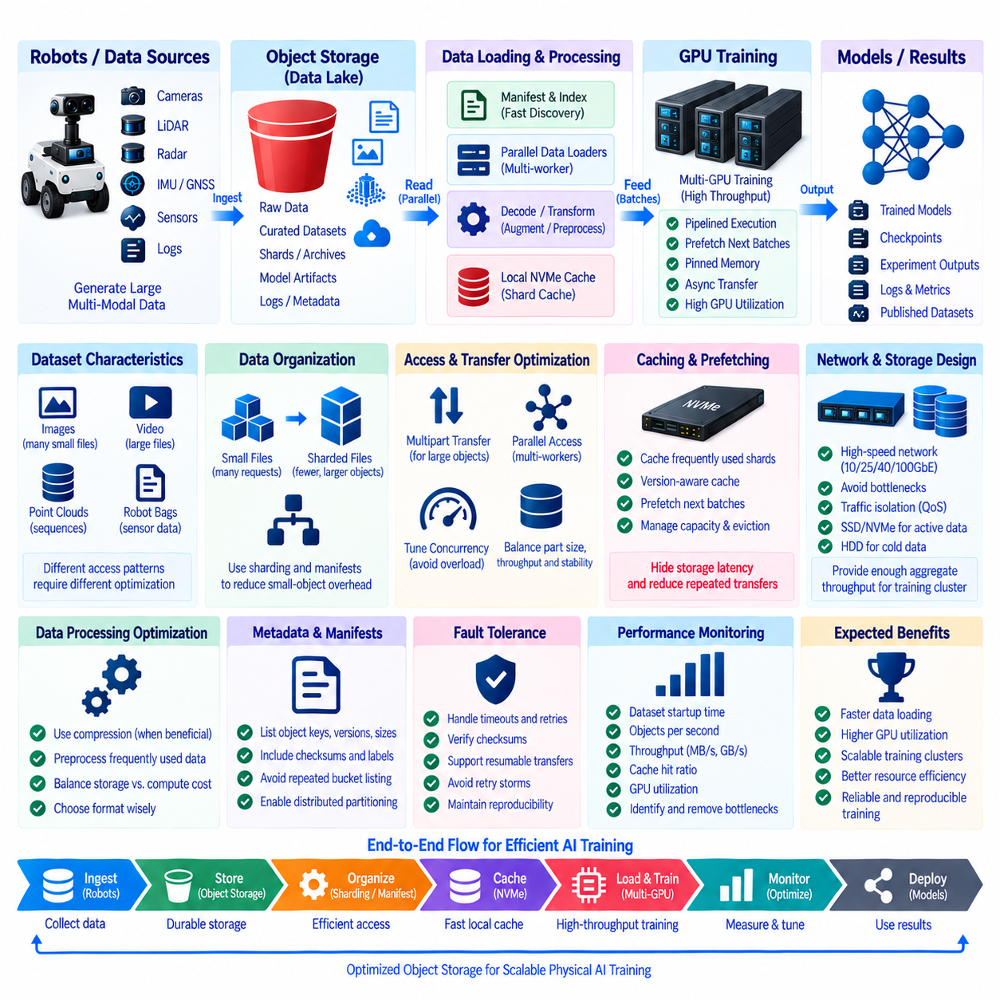 Robots / Data Sources
Cameras
LiDAR
Radar
IMU / GNSS
Sensors
Logs
Generate Large
Multi-Modal Data
Ingest
Object Storage
(Data Lake)
Raw Data
Curated Datasets
Shards / Archives
Model Artifacts
Logs / Metadata
Read
(Parallel)
Data Loading & Processing
Manifest & Index
(Fast Discovery)
Parallel Data Loaders
(Multi-worker)
Decode / Transform
(Augment / Preprocess)
Local NVMe Cache
(Shard Cache)
Feed
(Batches)
GPU Training
Multi-GPU Training
(High Throughput)
Pipelined Execution
Prefetch Next Batches
Pinned Memory
Async Transfer
High GPU Utilization
Output
Models / Results
Trained Models
Checkpoints
Experiment Outputs
Logs & Metrics
Published Datasets
Dataset Characteristics
Images
(many small files)
Video
(large files)
Point Clouds
(sequences)
Robot Bags
(sensor data)
Different access patterns
require different optimization
Data Organization
Small Files
(many requests)
Sharded Files
(fewer, larger objects)
Use sharding and manifests
to reduce small-object overhead
Access & Transfer Optimization
Multipart Transfer
(for large objects)
Parallel Access
(multi-workers)
Tune Concurrency
(avoid overload)
Balance part size,
throughput and stability
Caching & Prefetching
NVMe
Cache frequently used shards
Version-aware cache
Prefetch next batches
Manage capacity & eviction
Hide storage latency
and reduce repeated transfers
Network & Storage Design
High-speed network
(10/25/40/100GbE)
Avoid bottlenecks
Traffic isolation (QoS)
SSD/NVMe for active data
HDD for cold data
Provide enough aggregate
throughput for training cluster
Data Processing Optimization
Use compression (when beneficial)
Preprocess frequently used data
Balance storage vs. compute cost
Choose format wisely
Metadata & Manifests
List object keys, versions, sizes
Include checksums and labels
Avoid repeated bucket listing
Enable distributed partitioning
Fault Tolerance
Handle timeouts and retries
Verify checksums
Support resumable transfers
Avoid retry storms
Maintain reproducibility
Performance Monitoring
Dataset startup time
Objects per second
Throughput (MB/s, GB/s)
Cache hit ratio
GPU utilization
Identify and remove bottlenecks
Expected Benefits
Faster data loading
Higher GPU utilization
Scalable training clusters
Better resource efficiency
Reliable and reproducible
training
End-to-End Flow for Efficient AI Training
Ingest
(Robots)
Store
(Object Storage)
Organize
(Sharding / Manifest)
Cache
(NVMe)
Load & Train
(Multi-GPU)
Monitor
(Optimize)
Deploy
(Models)
Collect data
Durable storage
Efficient access
Fast local cache
High-throughput training
Measure & tune
Use results
Optimized Object Storage for Scalable Physical AI Training